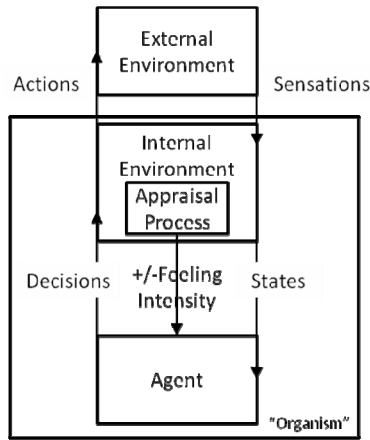 External
Environment
Actions
Sensations
Internal
Environment
Appraisal
Process
Decisions
+/-Feeling
Intensity
States
Agent
"Organism"